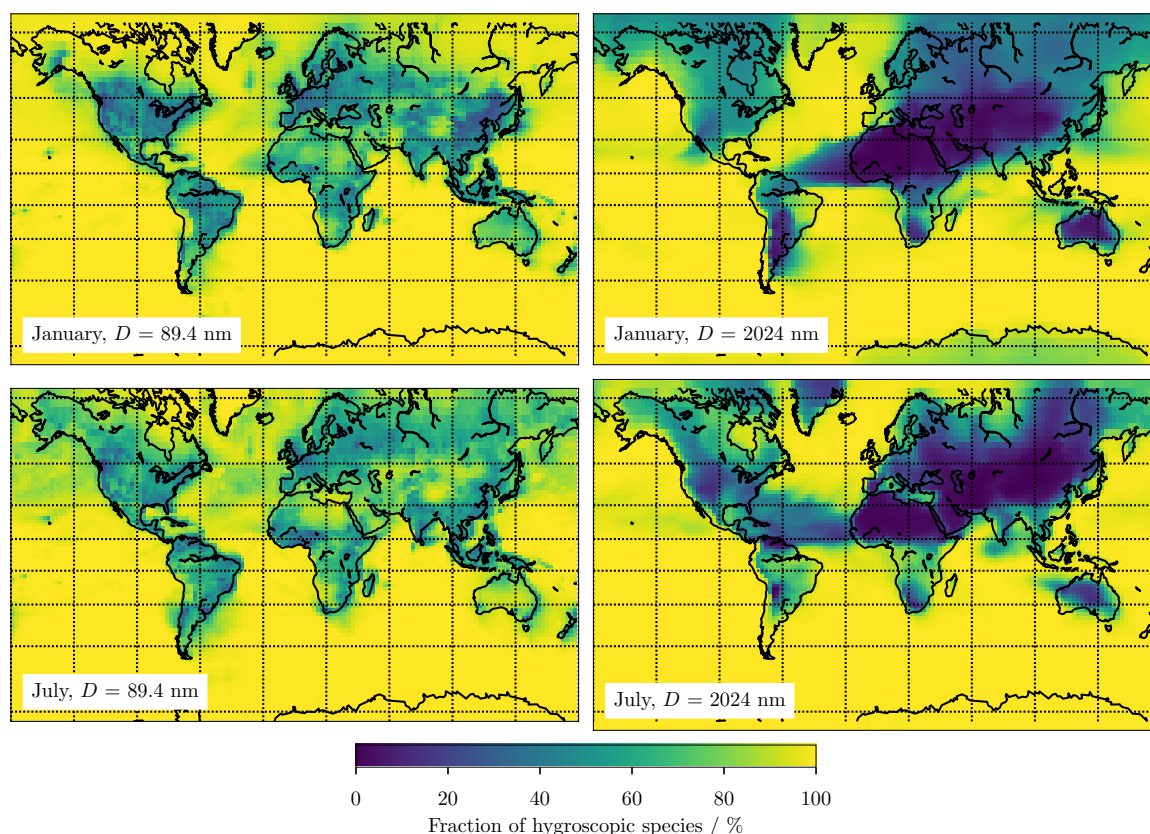 January, D = 89.4 nm
January, D = 2024 nm
July, D = 89.4 nm
July, D = 2024 nm
0 20 40 60 80 100
Fraction of hygroscopic species / %